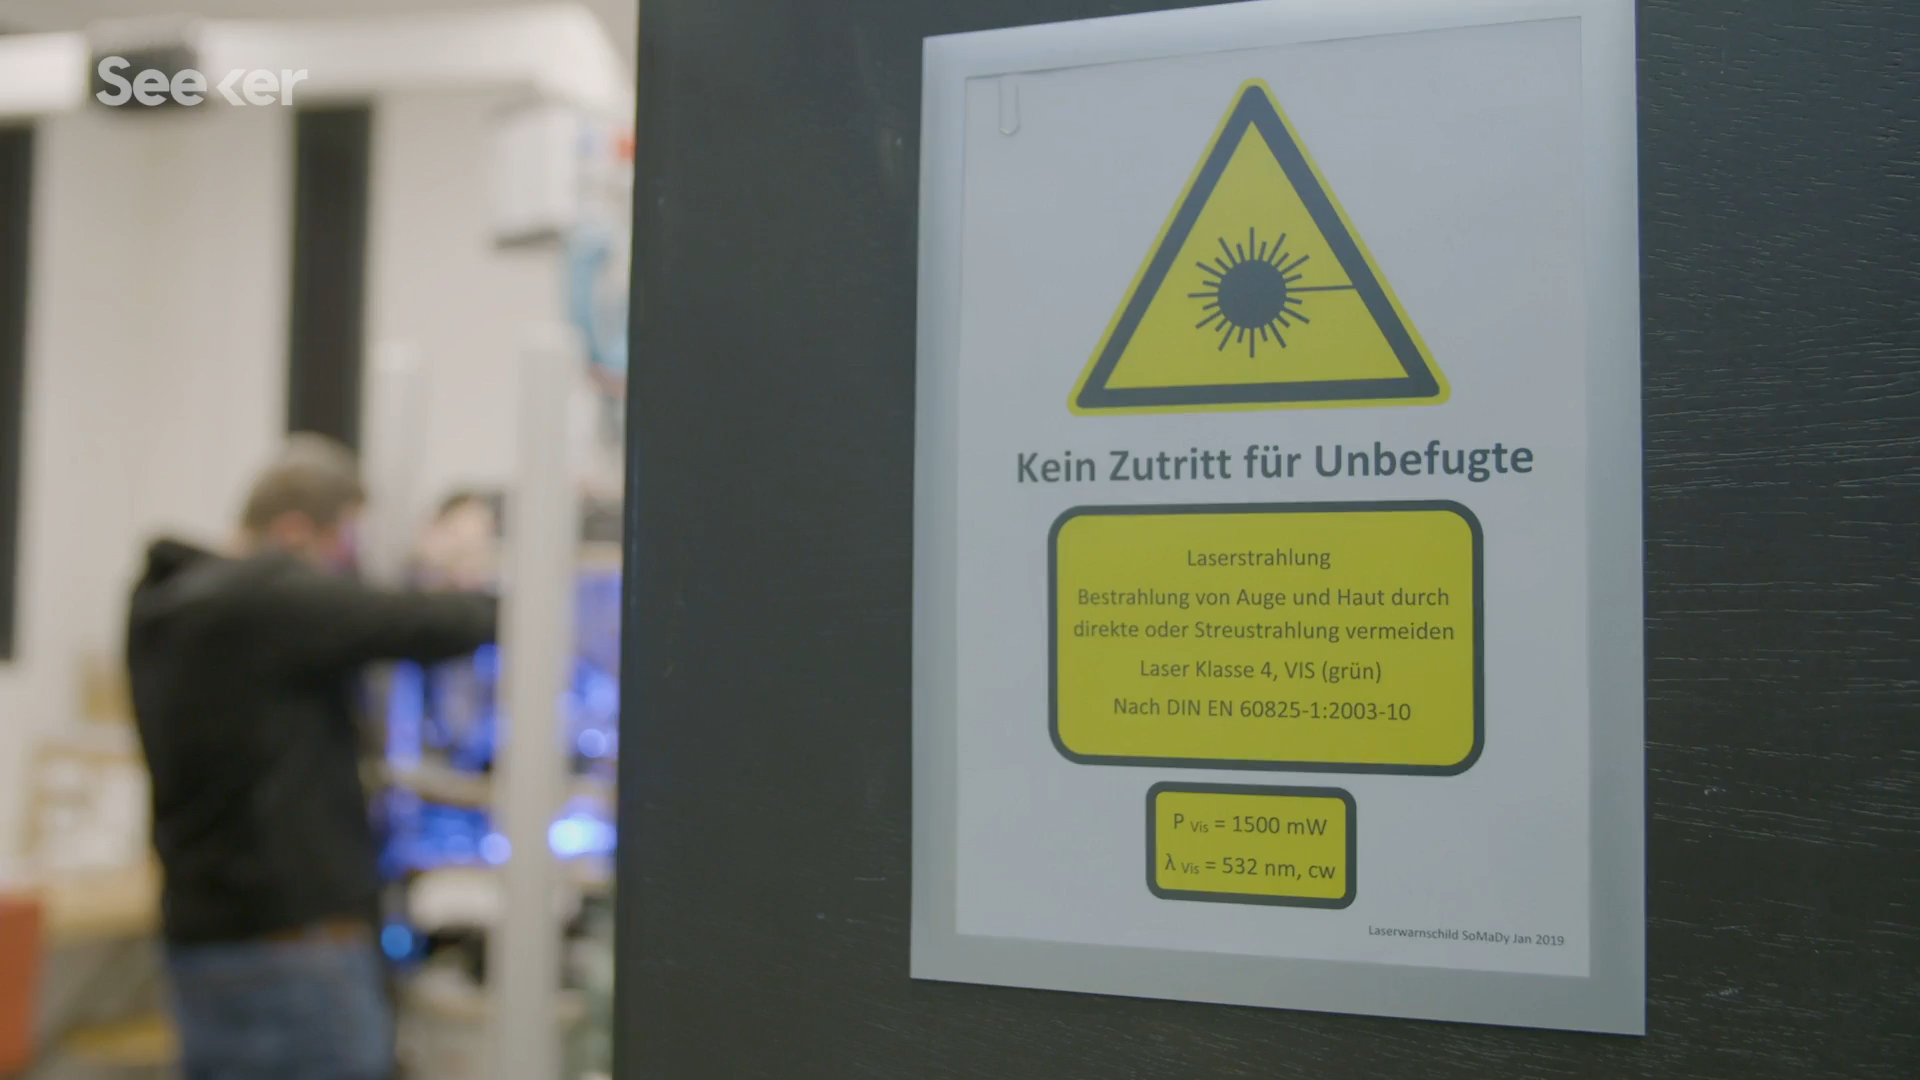 Seeker
Kein Zutritt für Unbefugte
Laserstrahlung
Bestrahlung von Auge und Haut durch
direkte oder Streustrahlung vermeiden
Laser Klasse 4, VIS (grün)
Nach DIN EN 60825-1:2003-10
P Vis = 1500 mW
λ Vis = 532 nm, cw
Laserwarnschild SoMaDy Jan 2019